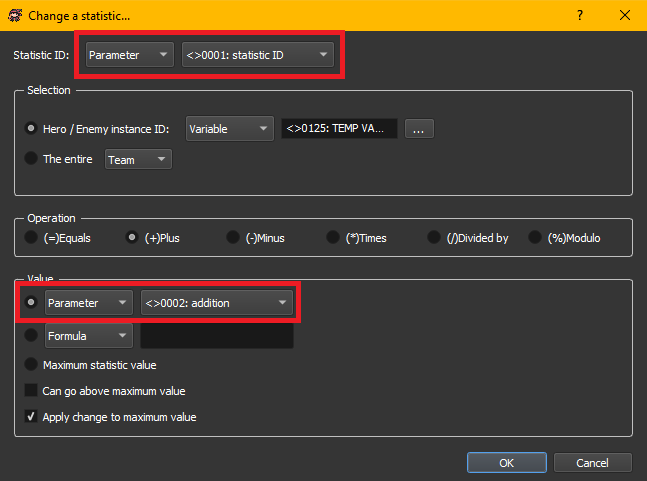 Change a statistic...
?
Statistic ID: Parameter <>0001: statistic ID
Selection
Hero / Enemy instance ID: Variable <>0125: TEMP VA... ...
The entire Team
Operation
(=)Equals (+)Plus (-)Minus (*)Times (/)Divided by (%)Modulo
Value
Parameter <>0002: addition
Formula
Maximum statistic value
Can go above maximum value
Apply change to maximum value
OK Cancel